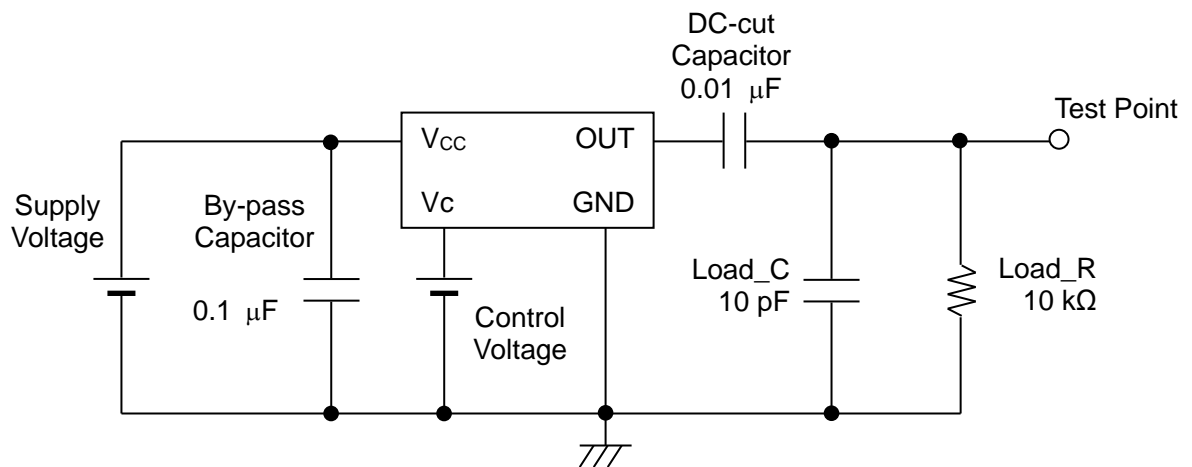 DC-cut
Capacitor
0.01 μF
Test Point
VCC
OUT
Vc
GND
Supply
Voltage
By-pass
Capacitor
0.1 μF
Control
Voltage
Load_C
10 pF
Load_R
10 kΩ